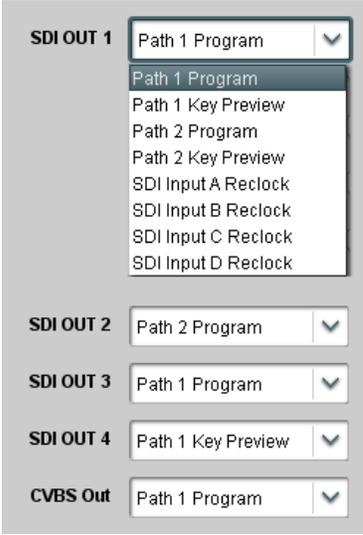 SDI OUT 1 Path 1 Program
Path 1 Program
Path 1 Key Preview
Path 2 Program
Path 2 Key Preview
SDI Input A Reclock
SDI Input B Reclock
SDI Input C Reclock
SDI Input D Reclock
SDI OUT 2 Path 2 Program
SDI OUT 3 Path 1 Program
SDI OUT 4 Path 1 Key Preview
CVBS Out Path 1 Program